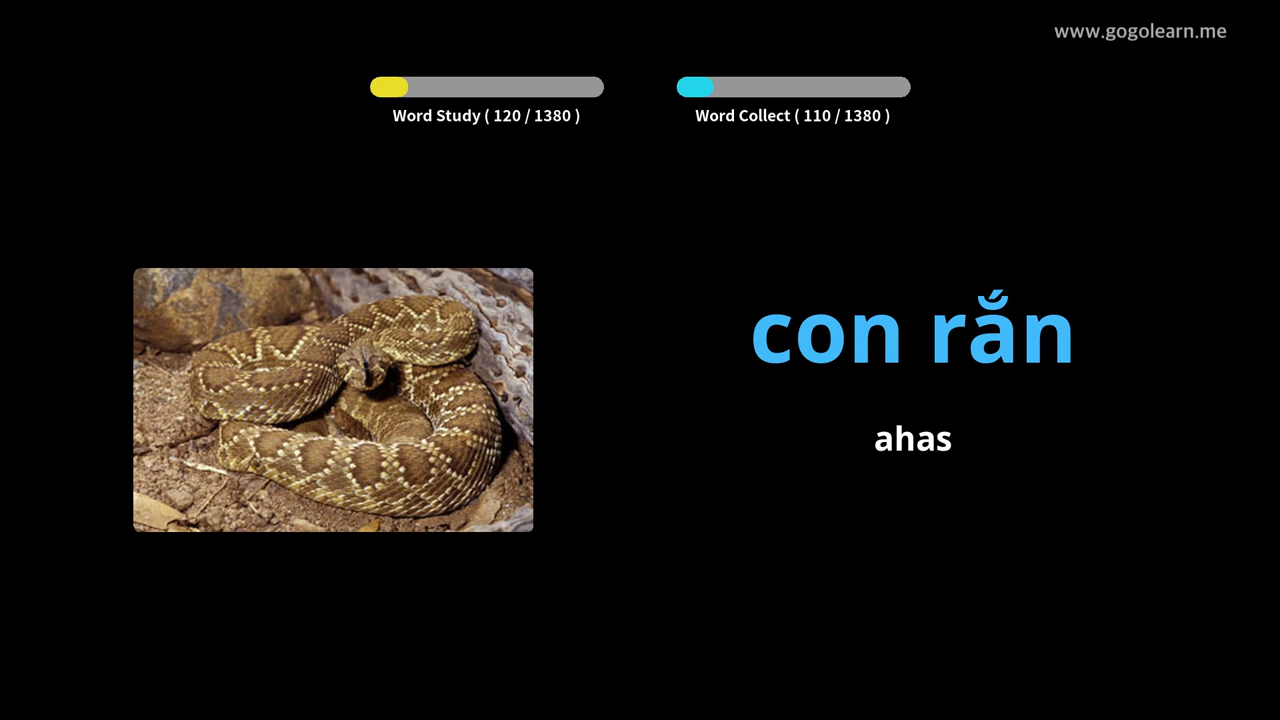 www.gogolearn.me
Word Study ( 120 / 1380 )
Word Collect ( 110 / 1380 )
con rắn
ahas